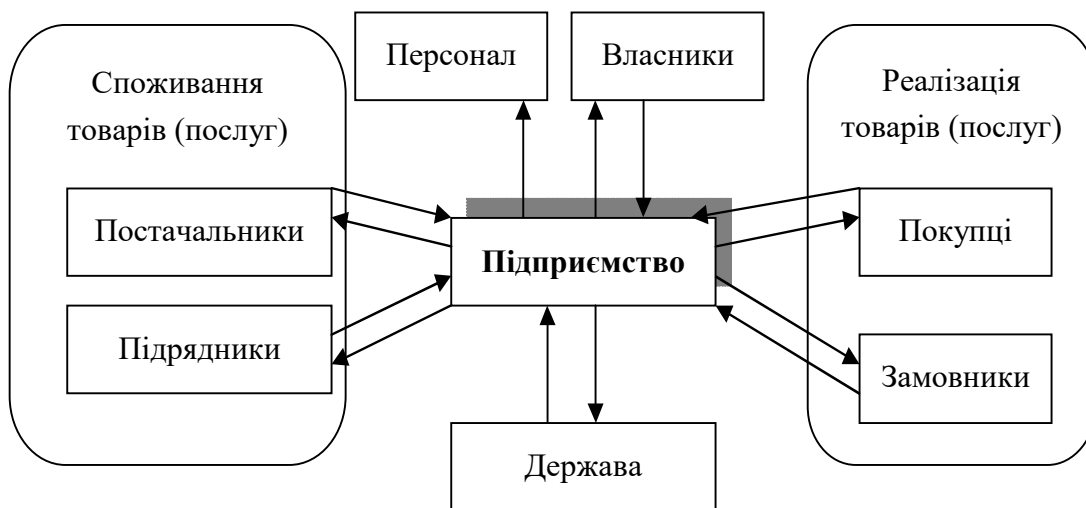 Споживання
товарів (послуг)
Постачальники
Підрядники
Персонал
Власники
Підприємство
Держава
Реалізація
товарів (послуг)
Покупці
Замовники